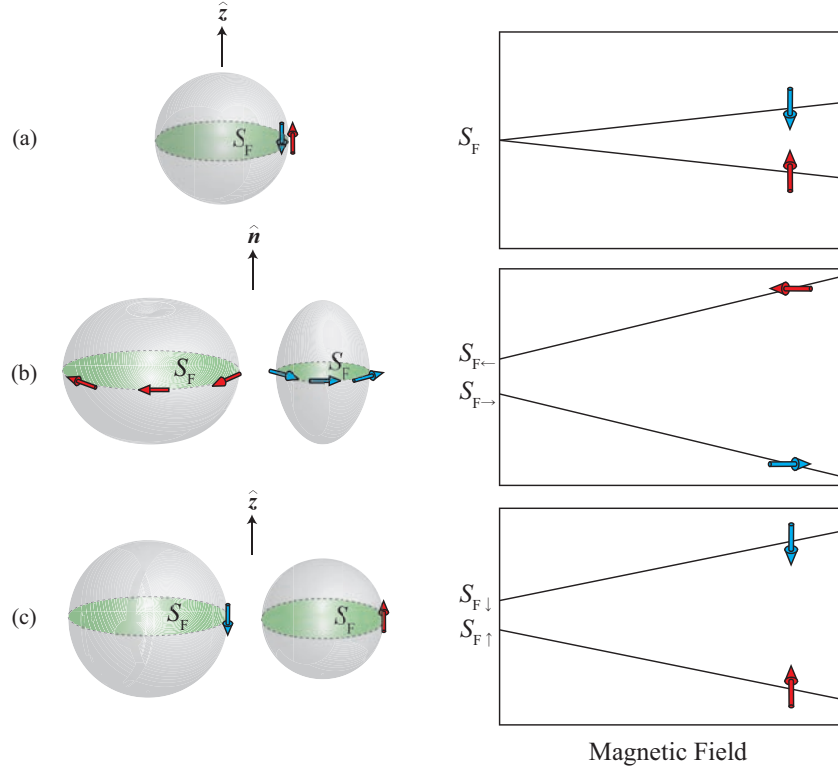 ẑ
(a)
S_F
S_F
n̂
(b)
S_F
S_F
S_F←
S_F→
ẑ
(c)
S_F
S_F
S_F↓
S_F↑
Magnetic Field